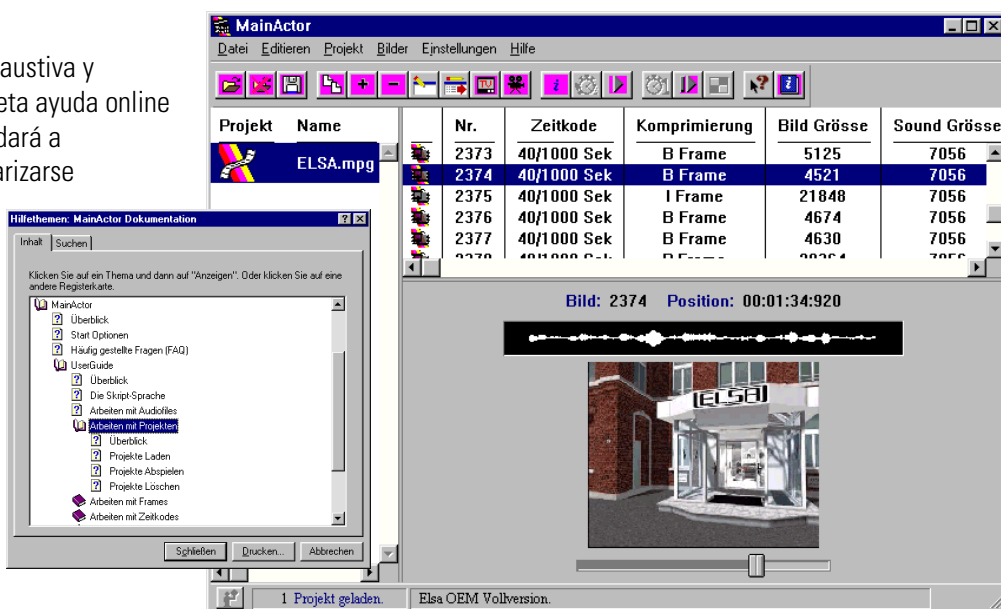 austiva y
eta ayuda online
dará a
arizarse
MainActor
Datei Editieren Projekt Bilder Einstellungen Hilfe
Projekt Name
ELSA.mpg
Nr. Zeitkode Komprimierung Bild Grösse Sound Grösse
2373 40/1000 Sek B Frame 5125 7056
2374 40/1000 Sek B Frame 4521 7056
2375 40/1000 Sek I Frame 21848 7056
2376 40/1000 Sek B Frame 4674 7056
2377 40/1000 Sek B Frame 4630 7056
Bild: 2374 Position: 00:01:34:920
ELSA
1 Projekt geladen.
Elsa OEM Vollversion.
Hilfethemen: MainActor Dokumentation
Inhalt Suchen
Klicken Sie auf ein Thema und dann auf "Anzeigen". Oder klicken Sie auf eine
andere Registerkarte.
MainActor
Überblick
Start Optionen
Häufig gestellte Fragen (FAQ)
UserGuide
Überblick
Die Skript-Sprache
Arbeiten mit Audiofiles
Arbeiten mit Projekten
Überblick
Projekte Laden
Projekte Abspielen
Projekte Löschen
Arbeiten mit Frames
Arbeiten mit Zeitkodes
Schließen Drucken... Abbrechen